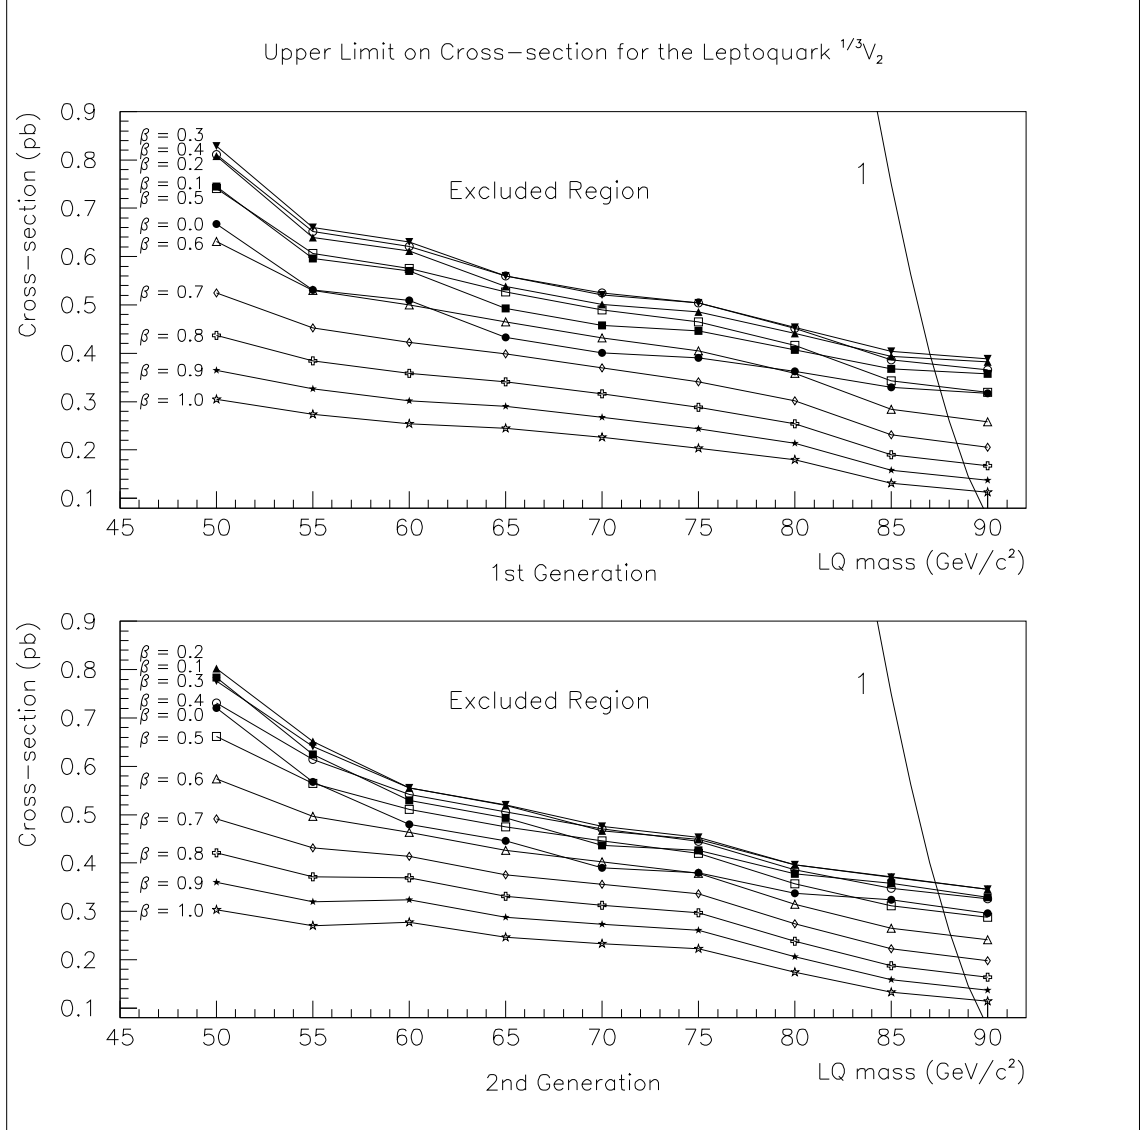 Upper Limit on Cross-section for the Leptoquark ¹/³V₂
Cross-section (pb)
0.9
0.8
0.7
0.6
0.5
0.4
0.3
0.2
0.1
β = 0.3
β = 0.4
β = 0.2
β = 0.1
β = 0.5
β = 0.0
β = 0.6
β = 0.7
β = 0.8
β = 0.9
β = 1.0
Excluded Region
1
45 50 55 60 65 70 75 80 85 90
LQ mass (GeV/c²)
1st Generation
Cross-section (pb)
0.9
0.8
0.7
0.6
0.5
0.4
0.3
0.2
0.1
β = 0.2
β = 0.1
β = 0.3
β = 0.4
β = 0.0
β = 0.5
β = 0.6
β = 0.7
β = 0.8
β = 0.9
β = 1.0
Excluded Region
1
45 50 55 60 65 70 75 80 85 90
LQ mass (GeV/c²)
2nd Generation